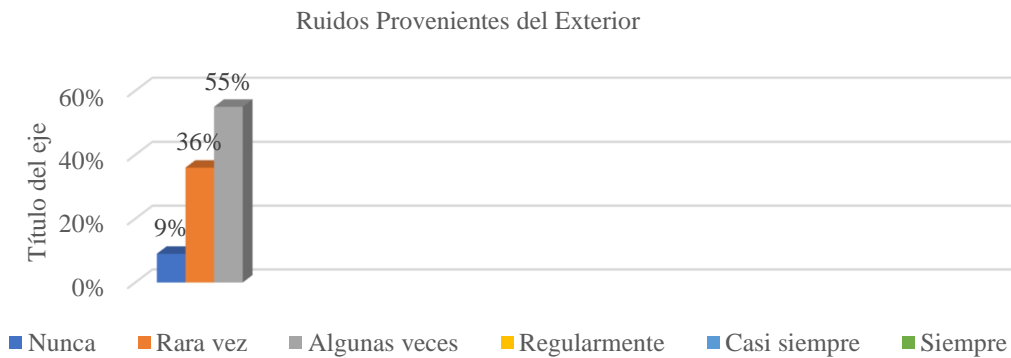 Ruidos Provenientes del Exterior
55%
60%
36%
40%
9%
20%
0%
Título del eje
Nunca Rara vez Algunas veces Regularmente Casi siempre Siempre